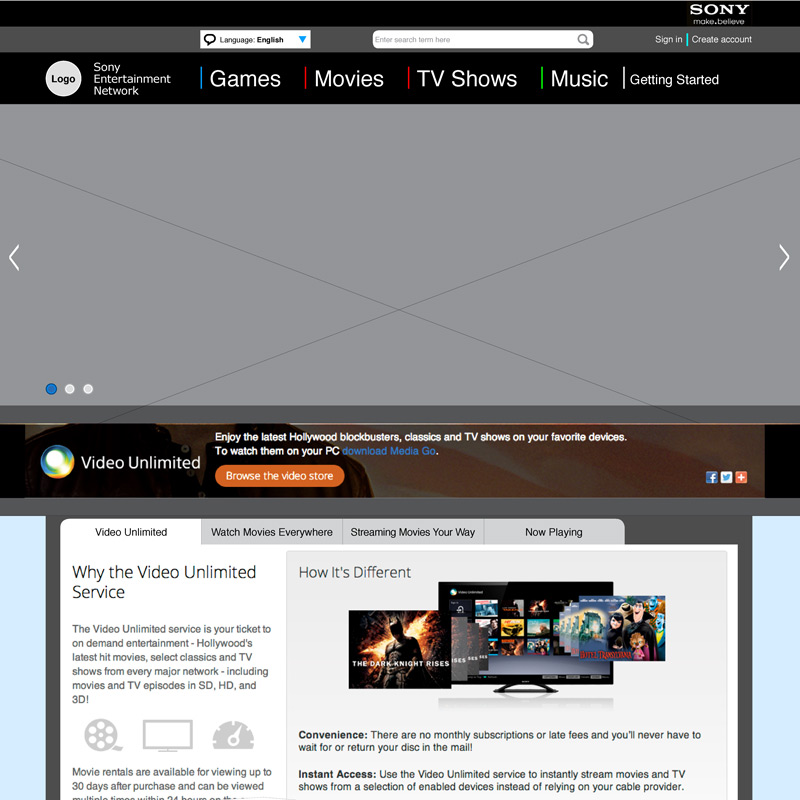 SONY
make.believe
Language: English
Enter search term here
Sign in
Create account
Logo
Sony
Entertainment
Network
Games
Movies
TV Shows
Music
Getting Started
Video Unlimited
Enjoy the latest Hollywood blockbusters, classics and TV shows on your favorite devices.
To watch them on your PC download Media Go.
Browse the video store
Video Unlimited
Watch Movies Everywhere
Streaming Movies Your Way
Now Playing
Why the Video Unlimited
Service
The Video Unlimited service is your ticket to
on demand entertainment - Hollywood's
latest hit movies, select classics and TV
shows from every major network - including
movies and TV episodes in SD, HD, and
3D!
Movie rentals are available for viewing up to
30 days after purchase and can be viewed
multiple times within 24 hours on the
How It's Different
Video Unlimited
THE DARK KNIGHT RISES
RISES
HOTEL TRANSYLVANIA
SONY
Convenience: There are no monthly subscriptions or late fees and you'll never have to
wait for or return your disc in the mail!
Instant Access: Use the Video Unlimited service to instantly stream movies and TV
shows from a selection of enabled devices instead of relying on your cable provider.